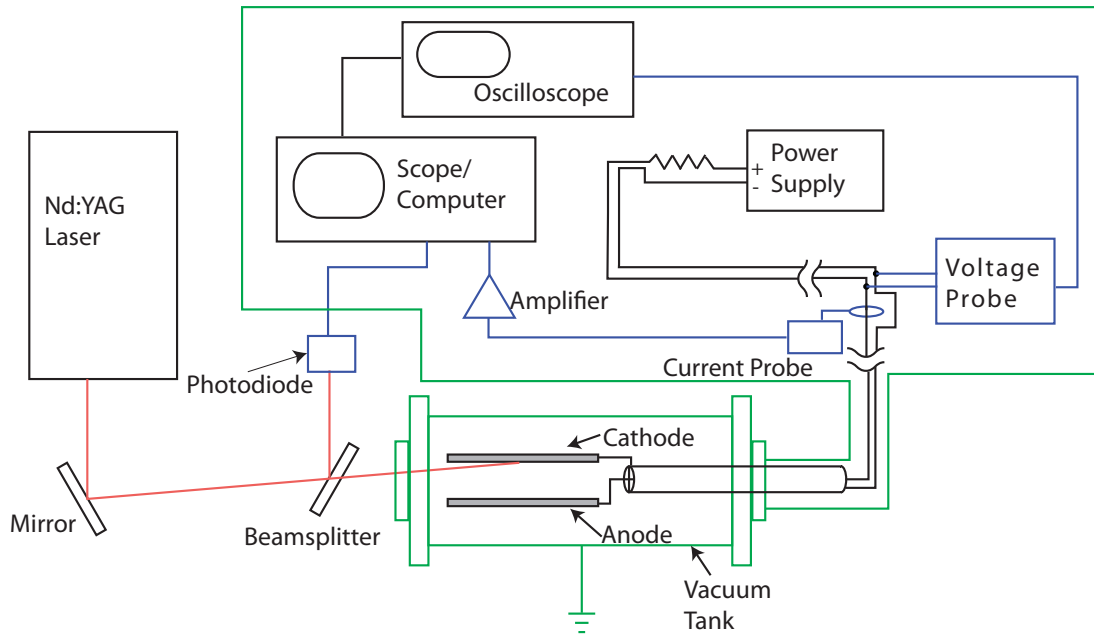 Oscilloscope
Nd:YAG
Laser
Scope/
Computer
Power
Supply
+
-
Voltage
Probe
Amplifier
Photodiode
Current Probe
Cathode
Mirror
Beamsplitter
Anode
Vacuum
Tank